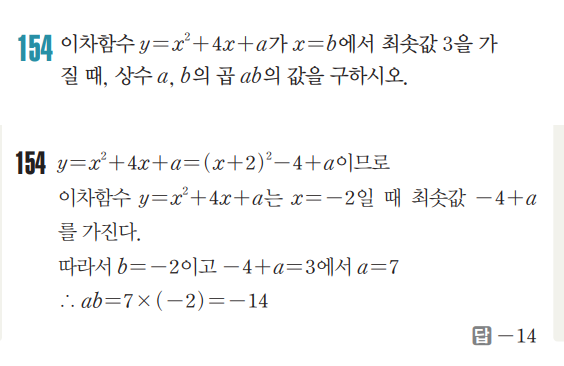 154 이차함수 y=x²+4x+a가 x=b에서 최솟값 3을 가
질 때, 상수 a, b의 곱 ab의 값을 구하시오.
154 y=x²+4x+a=(x+2)²-4+a이므로
이차함수 y=x²+4x+a는 x=-2일 때 최솟값 -4+a
를 가진다.
따라서 b=-2이고 -4+a=3에서 a=7
∴ ab=7×(-2)=-14
답 -14